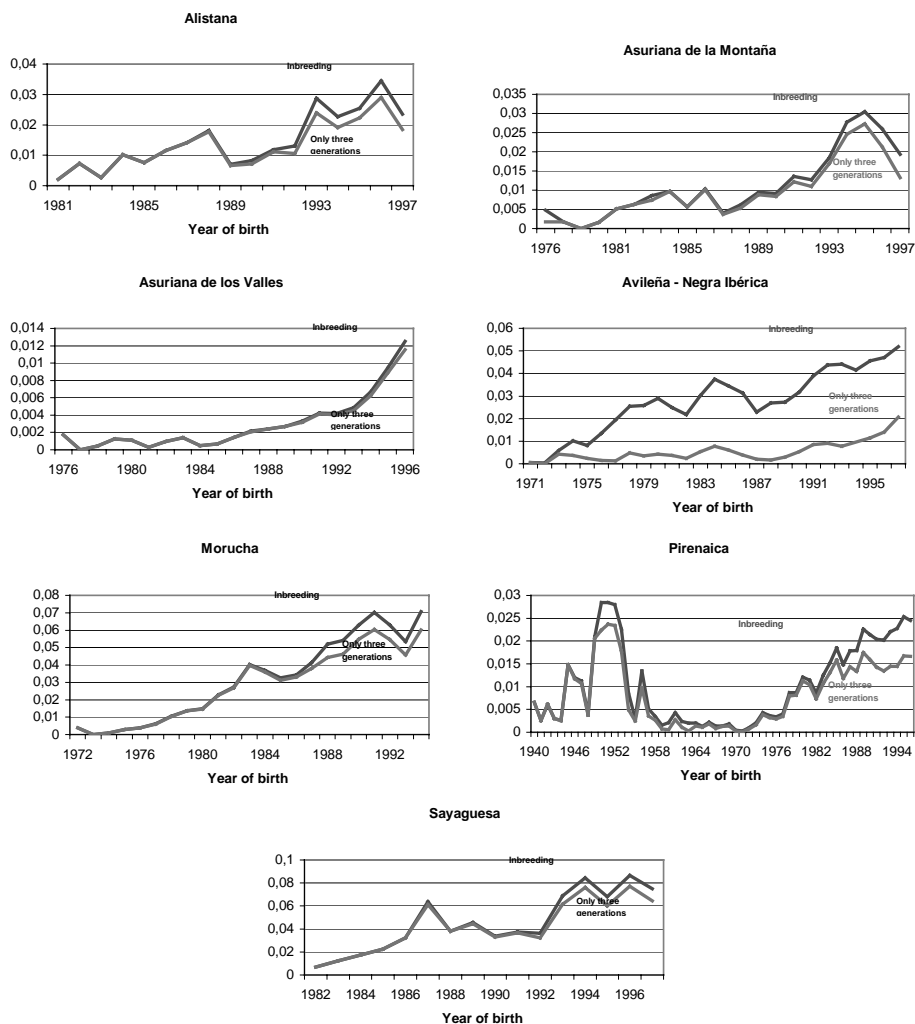 Alistana
0,04
0,03
0,02
0,01
0
Inbreeding
Only three
generations
1981 1985 1989 1993 1997
Year of birth
Asuriana de la Montaña
0,035
0,03
0,025
0,02
0,015
0,01
0,005
0
Inbreeding
Only three
generations
1976 1981 1985 1989 1993 1997
Asuriana de los Valles
0,014
0,012
0,01
0,008
0,006
0,004
0,002
0
Inbreeding
Only three
generations
1976 1980 1984 1988 1992 1996
Year of birth
Avileña - Negra Ibérica
0,06
0,05
0,04
0,03
0,02
0,01
0
Inbreeding
Only three
generations
1971 1975 1979 1983 1987 1991 1995
Year of birth
Morucha
0,08
0,07
0,06
0,05
0,04
0,03
0,02
0,01
0
Inbreeding
Only three
generations
1972 1976 1980 1984 1988 1992
Year of birth
Pirenaica
0,03
0,025
0,02
0,015
0,01
0,005
0
Inbreeding
Only three
generations
1940 1946 1952 1958 1964 1970 1976 1982 1988 1994
Year of birth
Sayaguesa
0,1
0,08
0,06
0,04
0,02
0
Inbreeding
Only three
generations
1982 1984 1986 1988 1990 1992 1994 1996
Year of birth